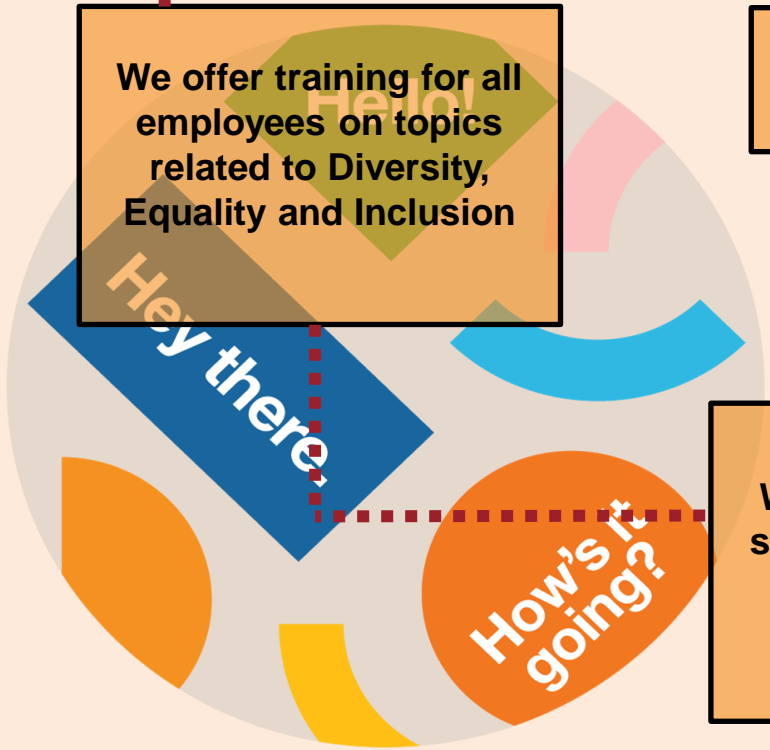 We offer training for all
employees on topics
related to Diversity,
Equality and Inclusion
Hello!
Hey there.
How's it
going?